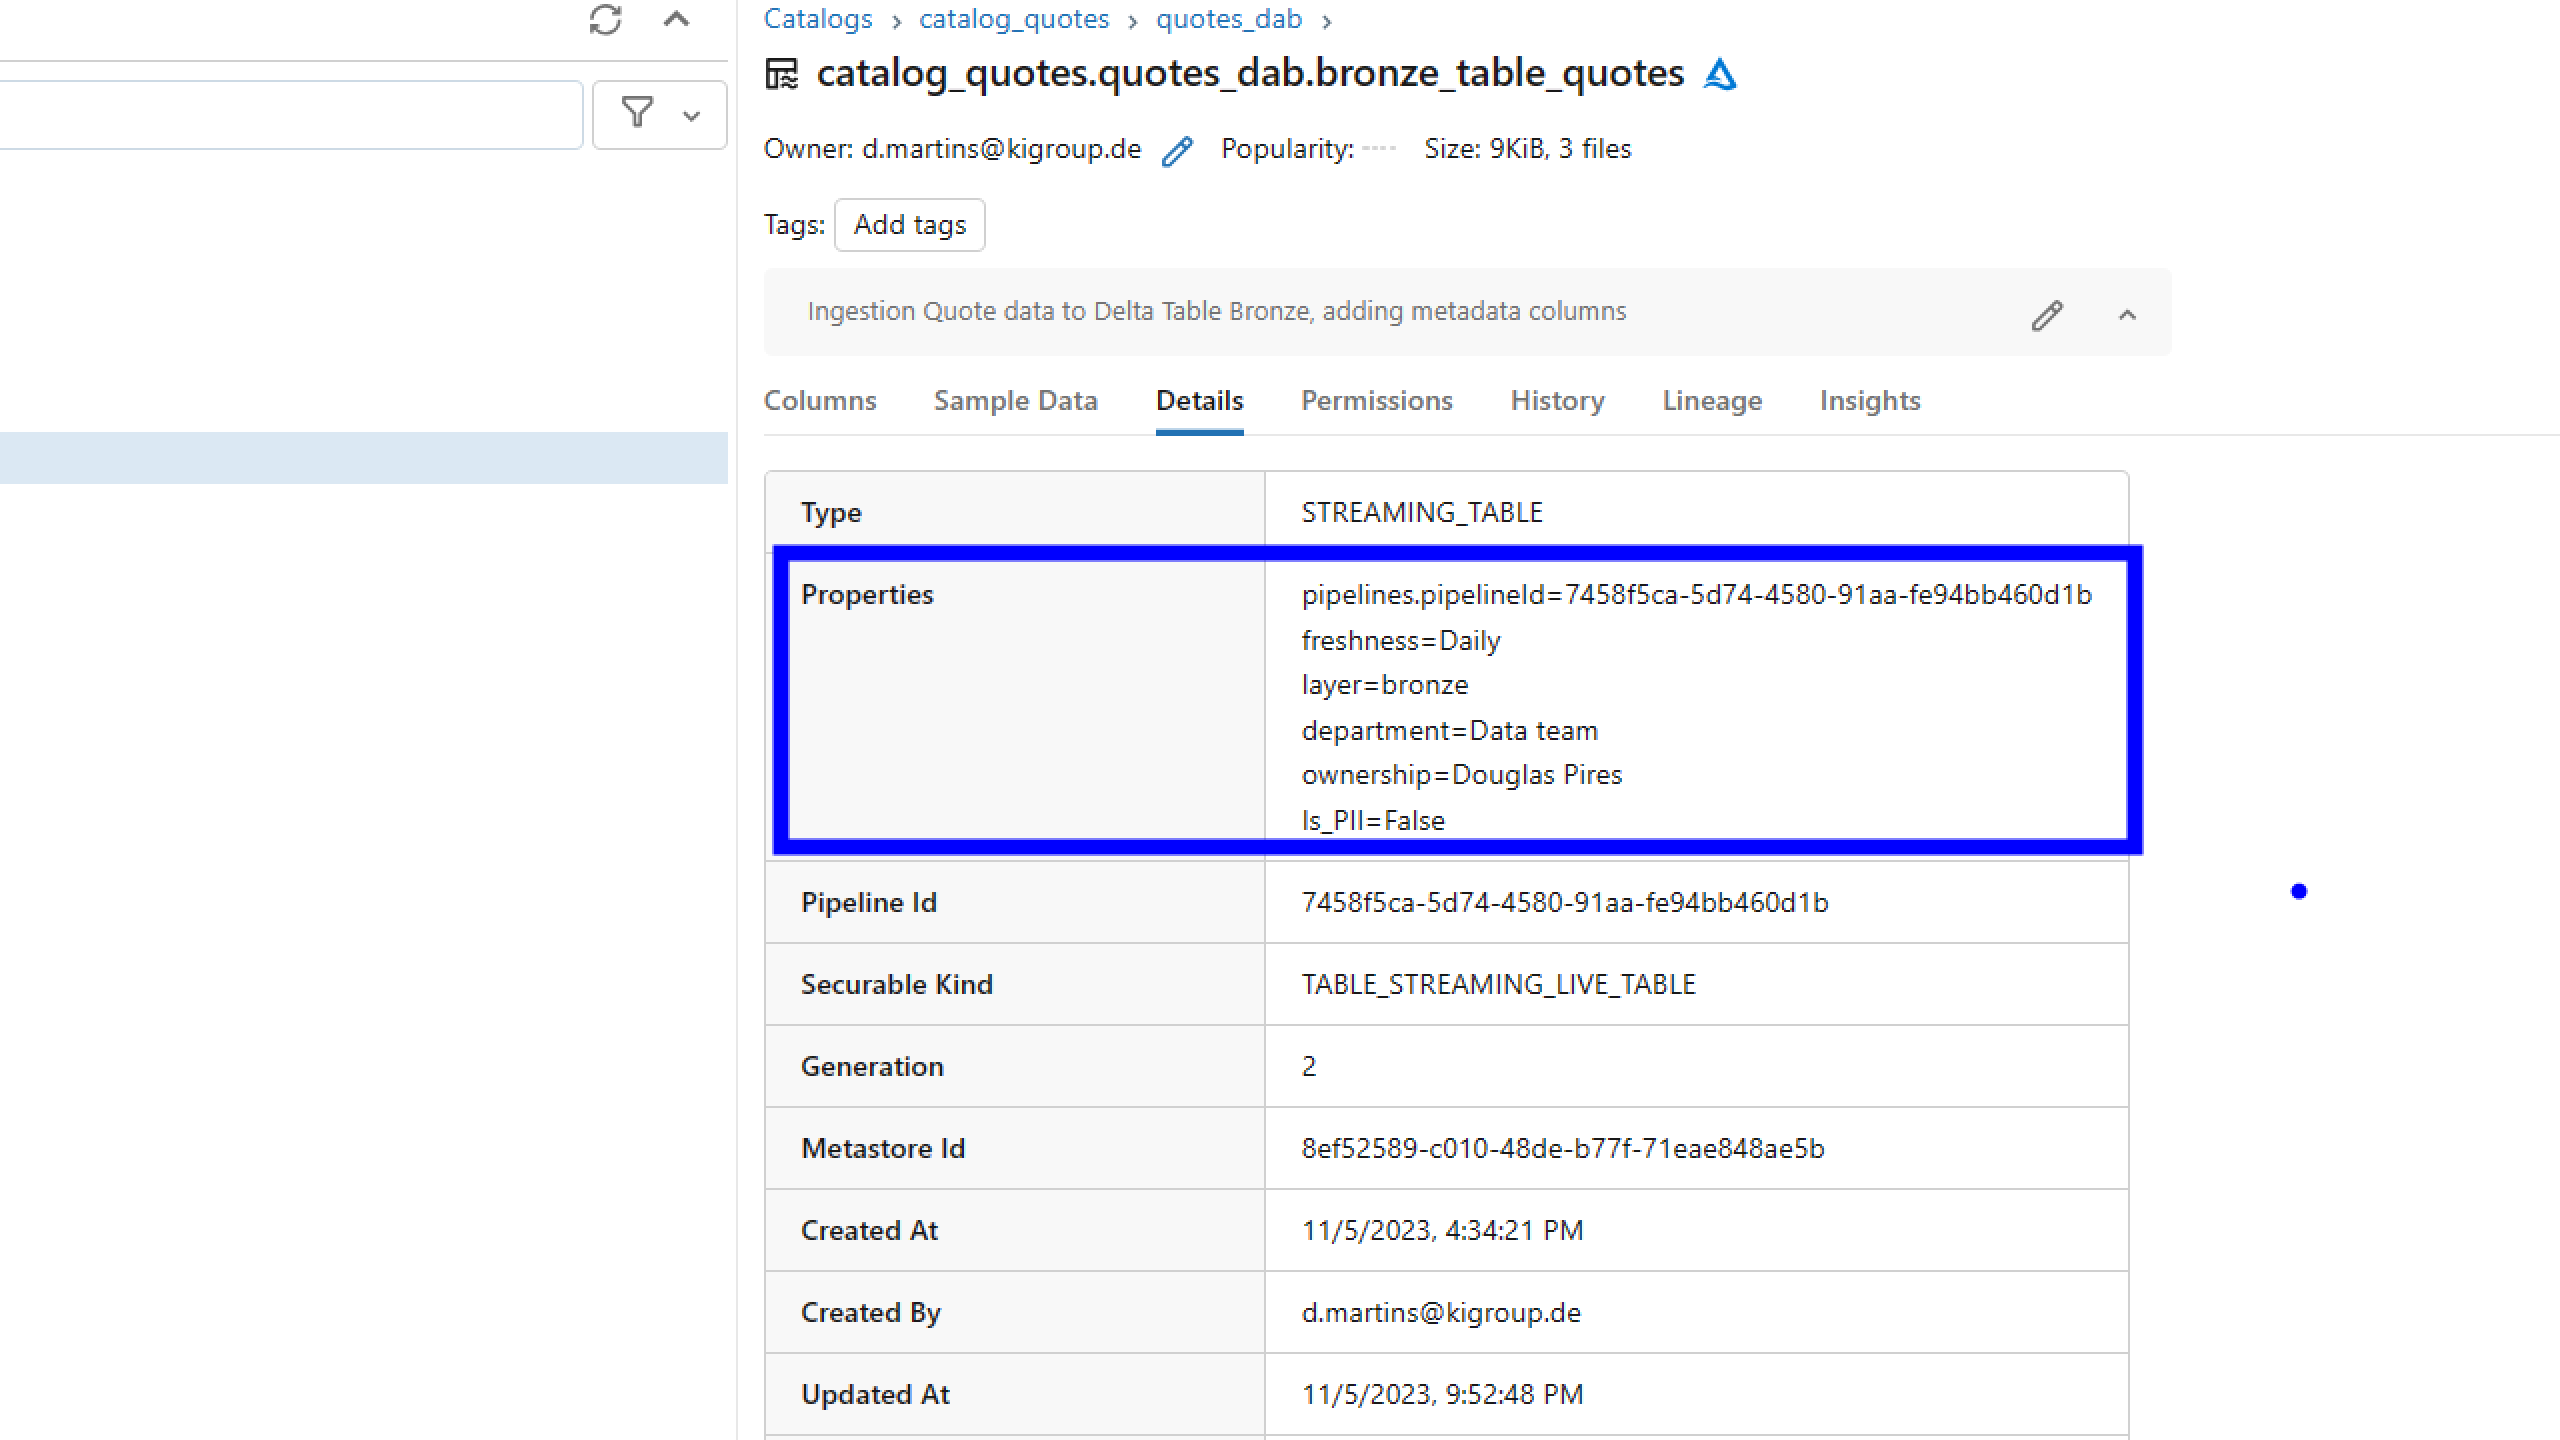 Catalogs > catalog_quotes > quotes_dab >
catalog_quotes.quotes_dab.bronze_table_quotes
Owner: d.martins@kigroup.de Popularity: Size: 9KiB, 3 files
Tags: Add tags
Ingestion Quote data to Delta Table Bronze, adding metadata columns
Columns Sample Data Details Permissions History Lineage Insights
Type STREAMING_TABLE
Properties pipelines.pipelineId=7458f5ca-5d74-4580-91aa-fe94bb460d1b
freshness=Daily
layer=bronze
department=Data team
ownership=Douglas Pires
Is_PII=False
Pipeline Id 7458f5ca-5d74-4580-91aa-fe94bb460d1b
Securable Kind TABLE_STREAMING_LIVE_TABLE
Generation 2
Metastore Id 8ef52589-c010-48de-b77f-71eae848ae5b
Created At 11/5/2023, 4:34:21 PM
Created By d.martins@kigroup.de
Updated At 11/5/2023, 9:52:48 PM